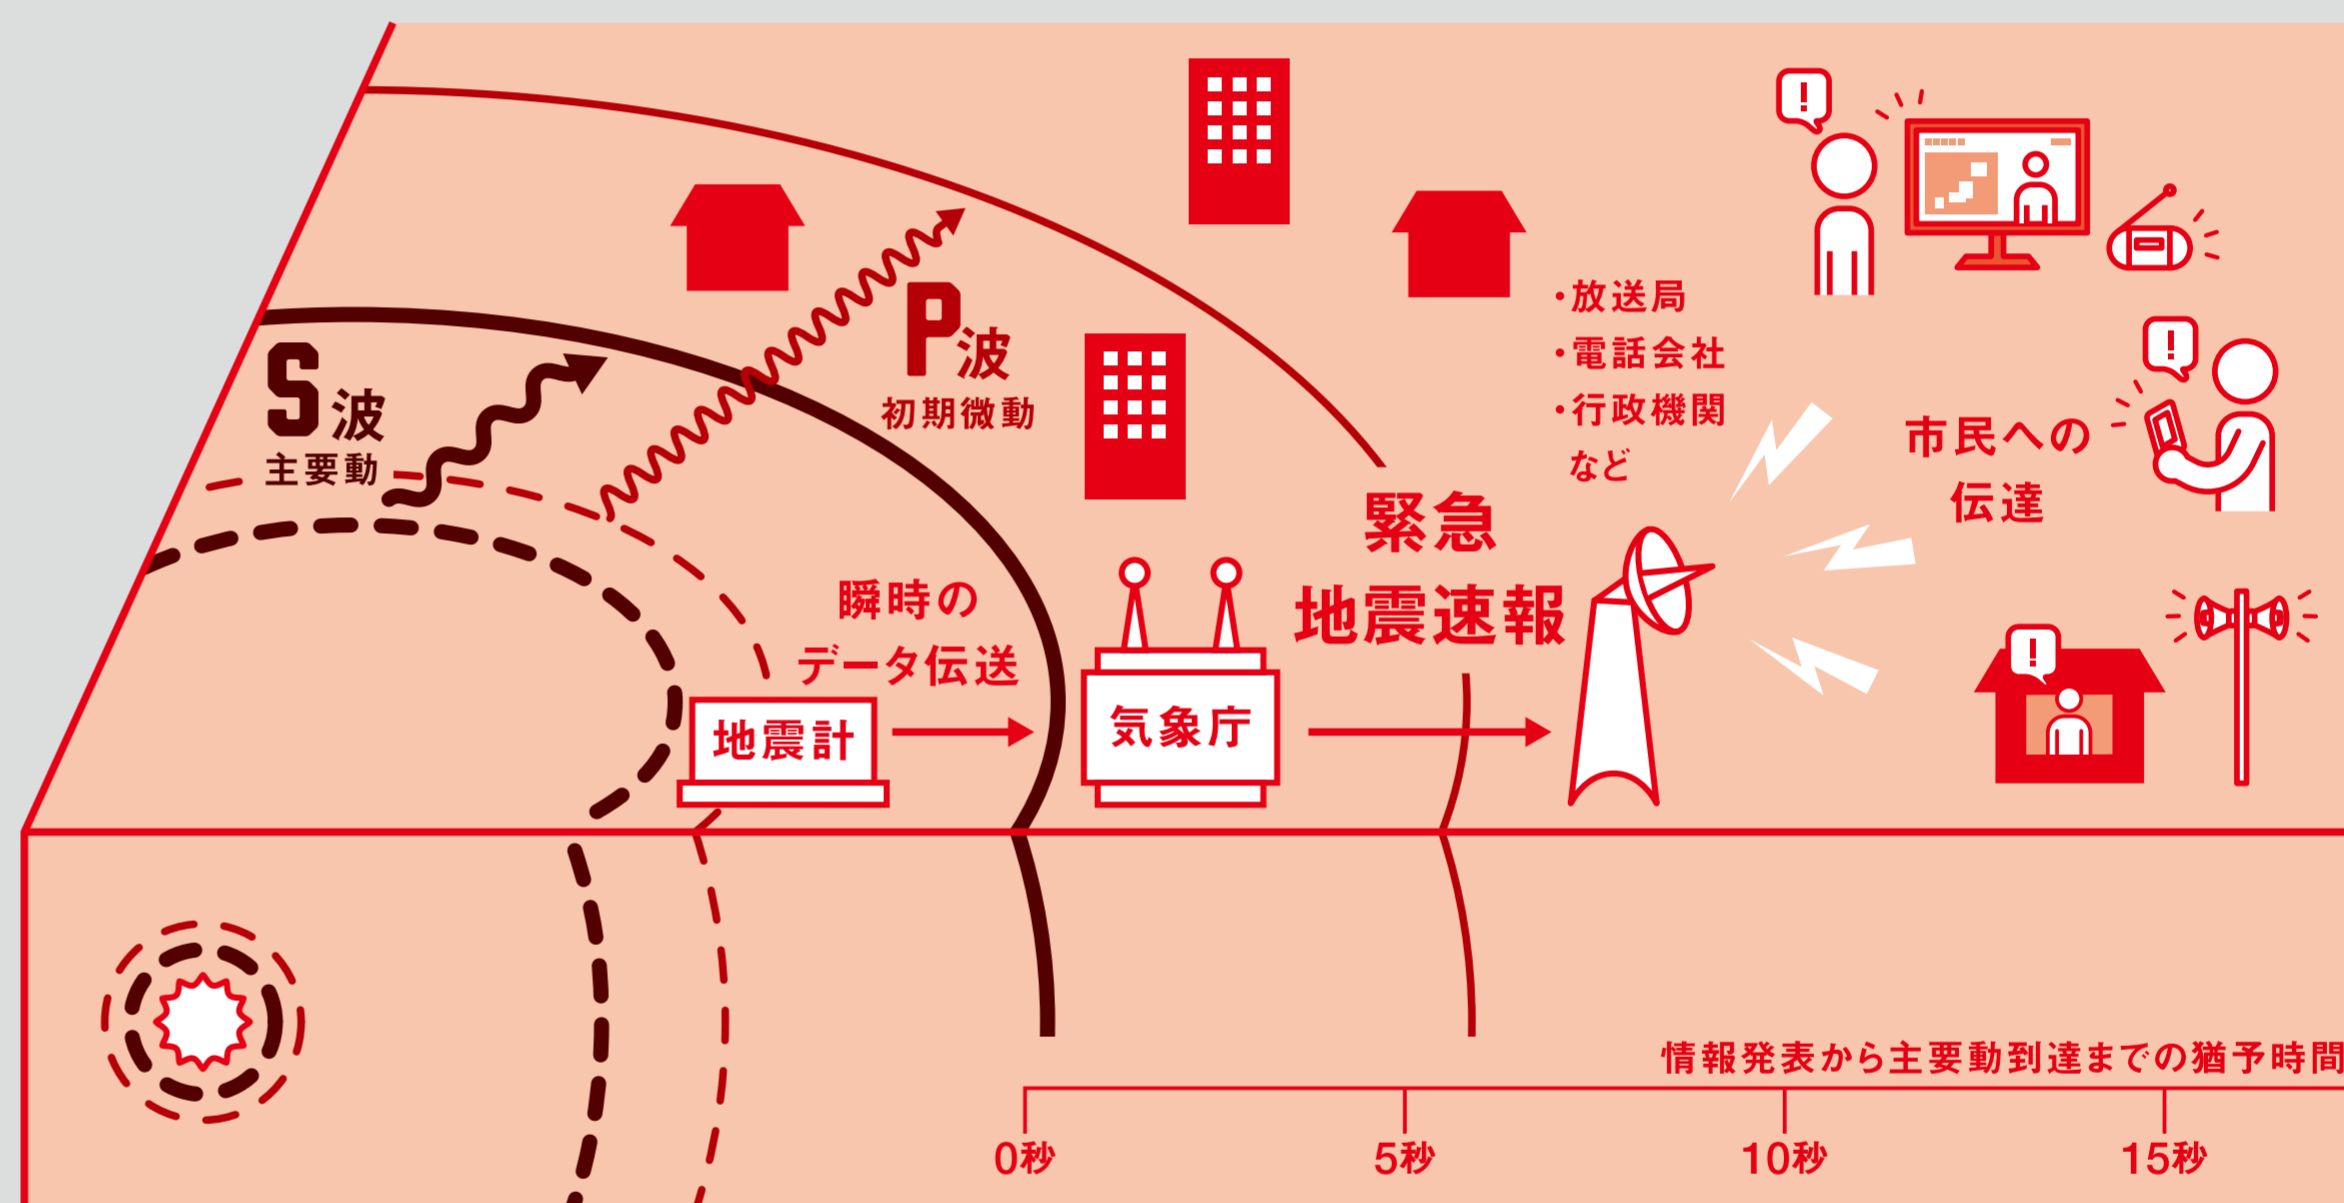 S波
主要動
P波
初期微動
・放送局
・電話会社
・行政機関
など
市民への
伝達
緊急
地震速報
瞬時の
データ伝送
地震計
気象庁
!
!
!
情報発表から主要動到達までの猶予時間
0秒
5秒
10秒
15秒